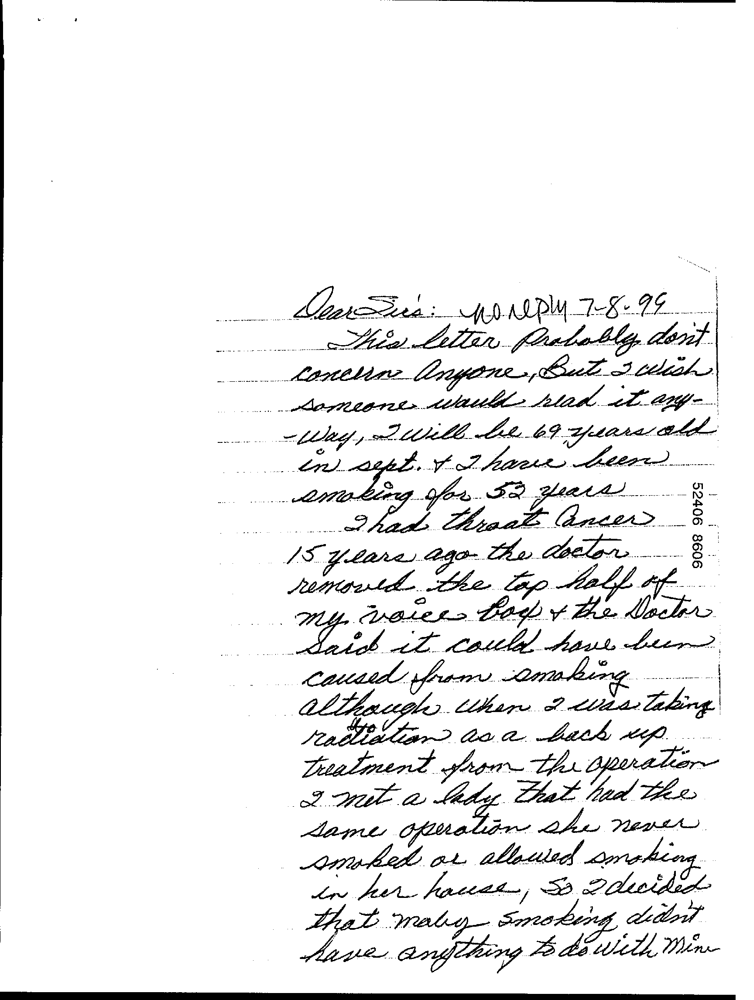 Dear Sir's: no reply 7-8-99
This letter Probably don't
concern Anyone, But I wish
someone would read it any-
-way, I will be 69 years old
in sept. & I have been
smoking for 52 years
I had throat Cancer
15 years ago the doctor
removed the top half of
my voice box & the Doctor
said it could have been
caused from smoking
although when I was taking
radiation as a back up
treatment from the operation
I met a lady that had the
same operation she never
smoked or allowed smoking
in her house, So I decided
that maby smoking didn't
have anything to do with mine
52406 8606